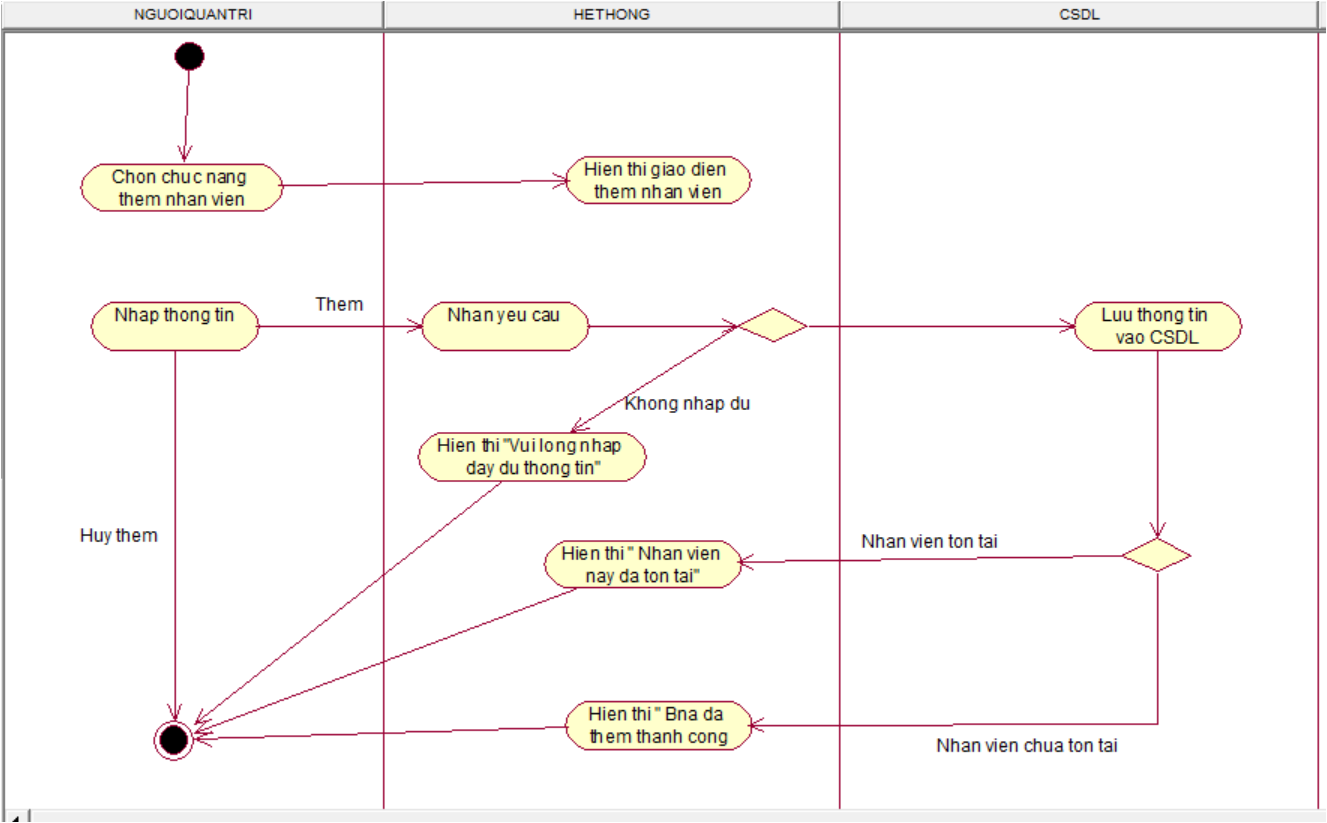 NGUOIQUANTRI
HETHONG
CSDL
Chon chuc nang
them nhan vien
Hien thi giao dien
them nhan vien
Nhap thong tin
Them
Nhan yeu cau
Luu thong tin
vao CSDL
Khong nhap du
Hien thi "Vui long nhap
day du thong tin"
Huy them
Hien thi " Nhan vien
nay da ton tai"
Nhan vien ton tai
Hien thi " Bna da
them thanh cong
Nhan vien chua ton tai